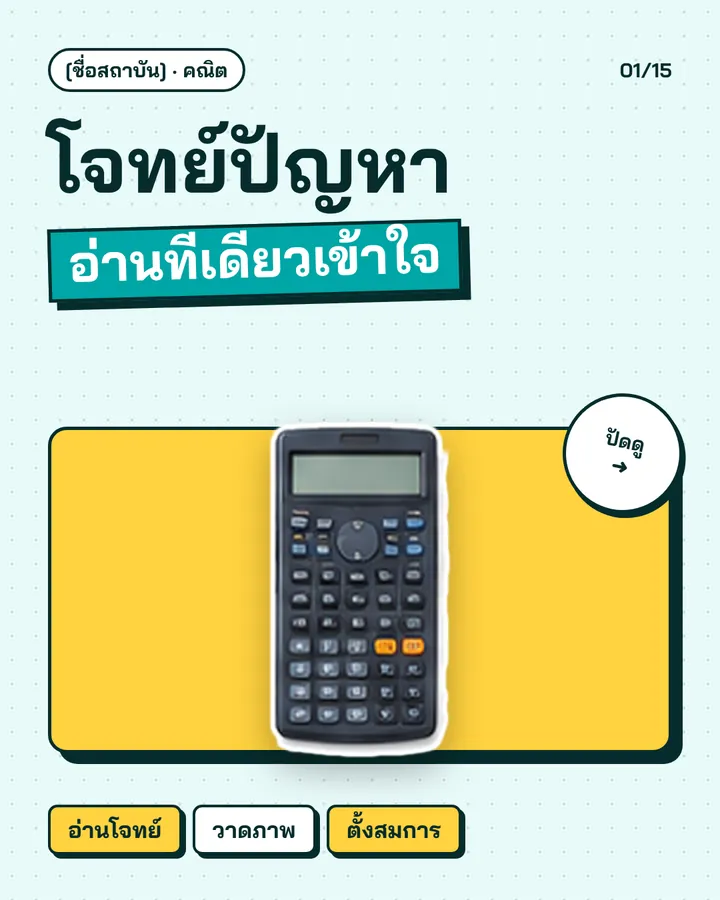 (ชื่อสถาบัน) · คณิต
01/15
โจทย์ปัญหา
อ่านทีเดียวเข้าใจ
ปัดดู
→
อ่านโจทย์
วาดภาพ
ตั้งสมการ